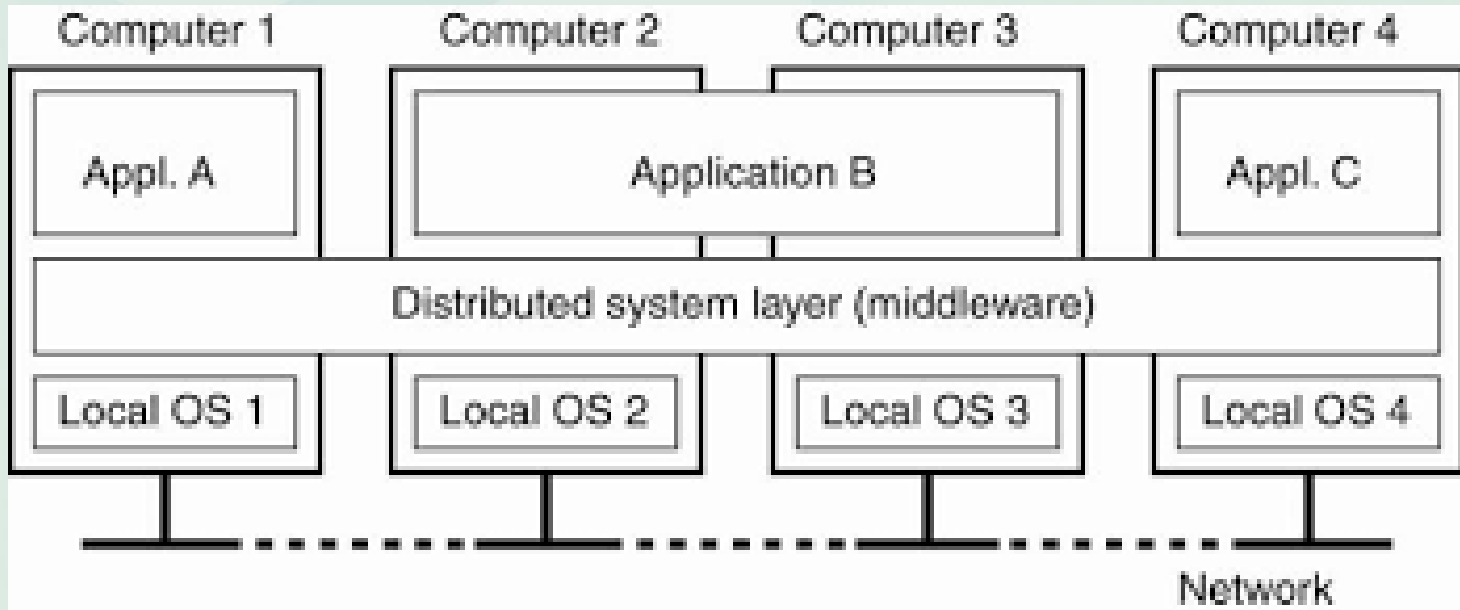 Computer 1 Computer 2 Computer 3 Computer 4
Appl. A Application B Appl. C
Distributed system layer (middleware)
Local OS 1 Local OS 2 Local OS 3 Local OS 4
Network